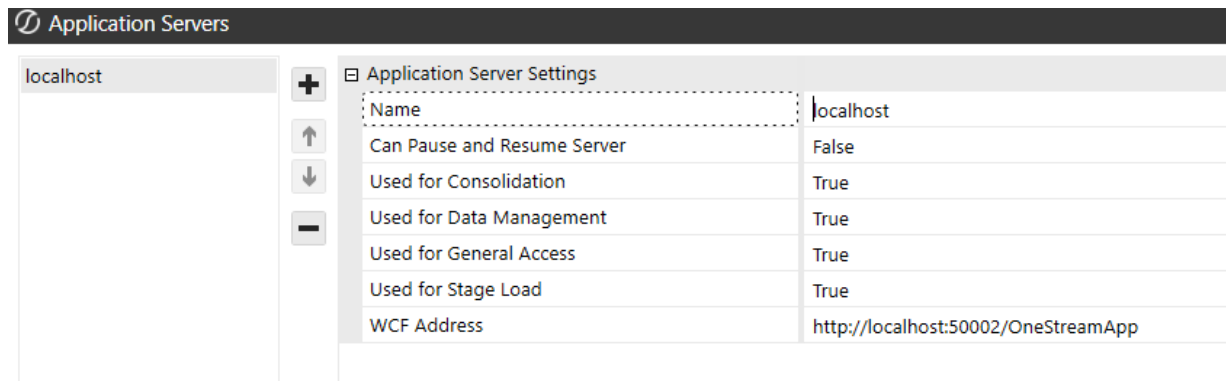 Application Servers
localhost
Application Server Settings
Name localhost
Can Pause and Resume Server False
Used for Consolidation True
Used for Data Management True
Used for General Access True
Used for Stage Load True
WCF Address http://localhost:50002/OneStreamApp